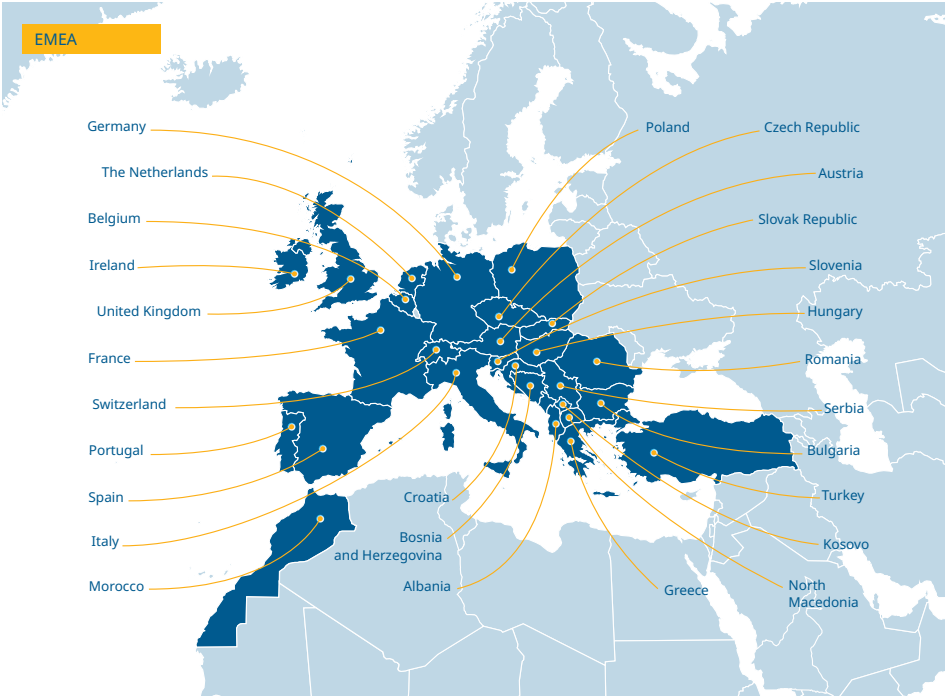 EMEA
Germany
The Netherlands
Belgium
Ireland
United Kingdom
France
Switzerland
Portugal
Spain
Italy
Morocco
Croatia
Bosnia
and Herzegovina
Albania
Poland
Czech Republic
Austria
Slovak Republic
Slovenia
Hungary
Romania
Serbia
Bulgaria
Turkey
Kosovo
North
Macedonia
Greece